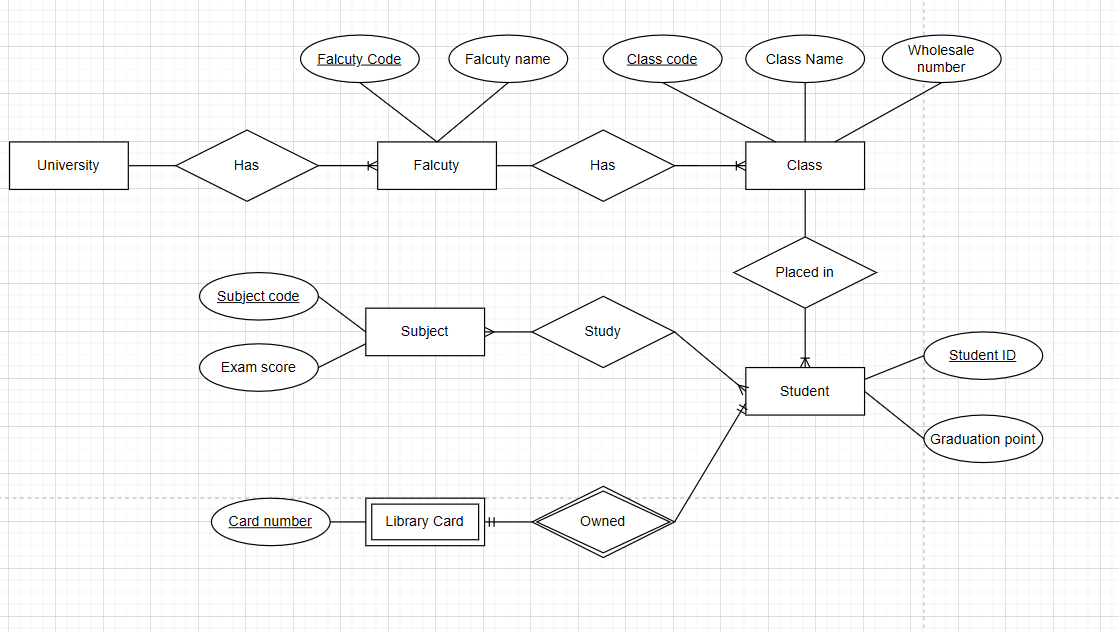 Falcuty Code
Falcuty name
Class code
Class Name
Wholesale
number
University
Has
Falcuty
Has
Class
Placed in
Subject code
Subject
Study
Exam score
Student ID
Student
Graduation point
Card number
Library Card
Owned